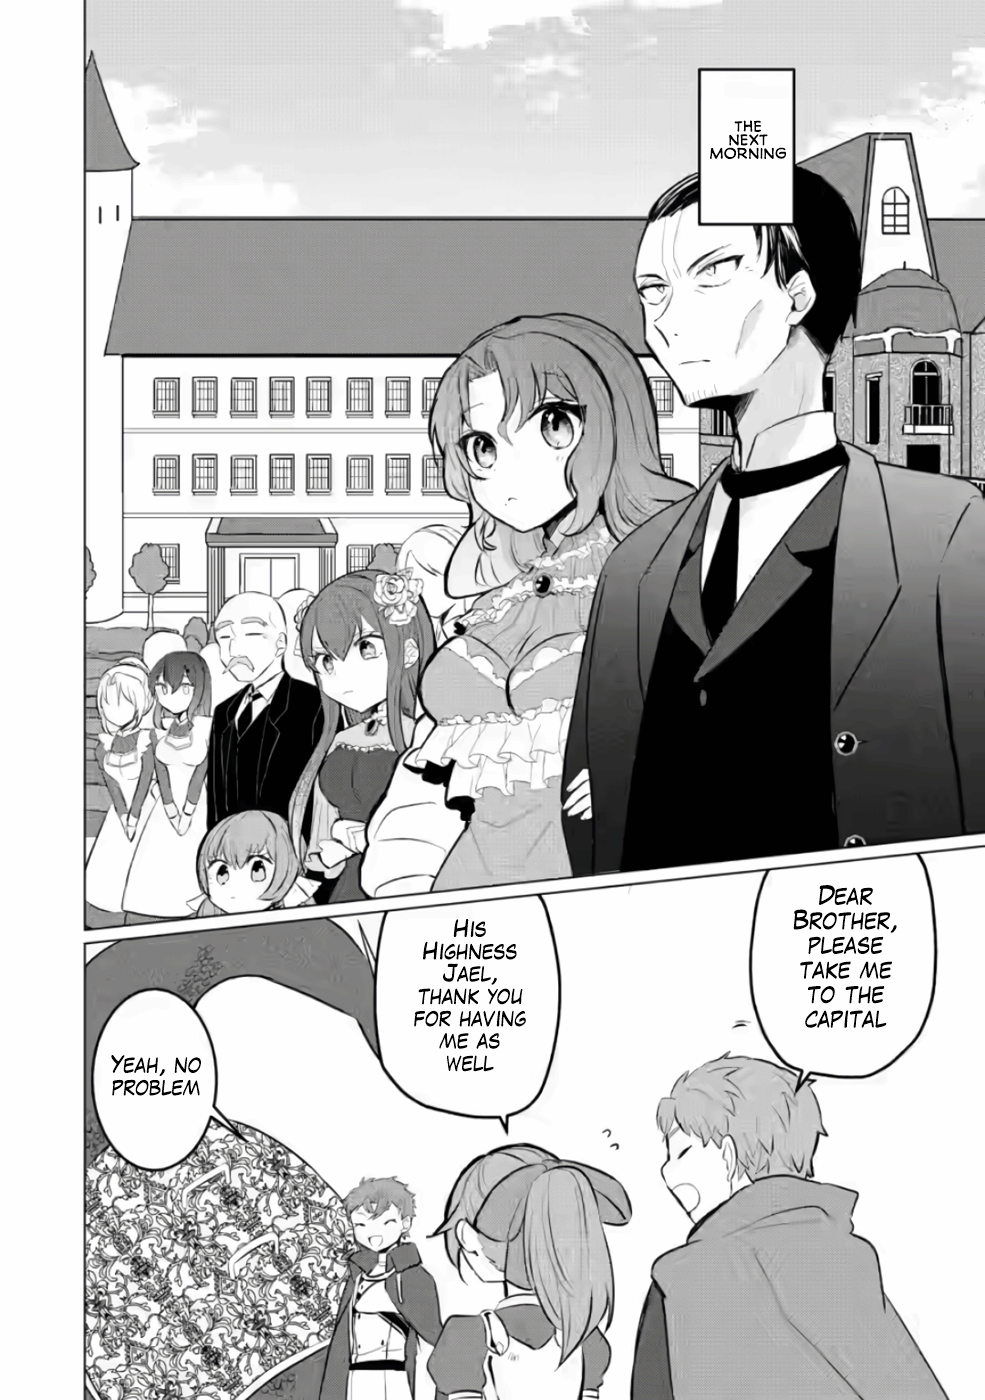 THE
NEXT
MORNING
DEAR
BROTHER,
PLEASE
TAKE ME
TO THE
CAPITAL
HIS
HIGHNESS
JAEL,
THANK YOU
FOR HAVING
ME AS
WELL
YEAH, NO
PROBLEM